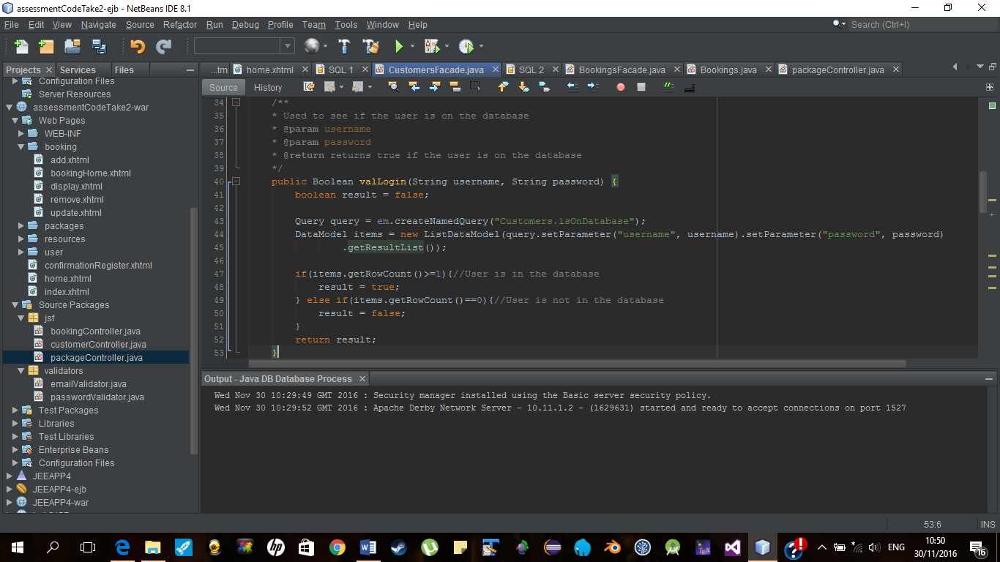 assessmentCodeTake2-ejb - NetBeans IDE 8.1
File Edit View Navigate Source Refactor Run Debug Profile Team Tools Window Help
Search (Ctrl+I)
Projects Services Files
...tm home.xhtml SQL 1 CustomersFacade.java SQL 2 BookingsFacade.java Bookings.java packageController.java
Source History
Configuration Files
Server Resources
assessmentCodeTake2-war
Web Pages
WEB-INF
booking
add.xhtml
bookingHome.xhtml
display.xhtml
remove.xhtml
update.xhtml
packages
resources
user
confirmationRegister.xhtml
home.xhtml
index.xhtml
Source Packages
jsf
bookingController.java
customerController.java
packageController.java
validators
emailValidator.java
passwordValidator.java
Test Packages
Libraries
Test Libraries
Enterprise Beans
Configuration Files
JEEAPP4
JEEAPP4-ejb
JEEAPP4-war
34 /**
35 * Used to see if the user is on the database
36 * @param username
37 * @param password
38 * @return returns true if the user is on the database
39 */
40 public Boolean valLogin(String username, String password) {
41 boolean result = false;
42
43 Query query = em.createNamedQuery("Customers.isOnDatabase");
44 DataModel items = new ListDataModel(query.setParameter("username", username).setParameter("password", password)
45 .getResultList());
46
47 if(items.getRowCount()>=1){//User is in the database
48 result = true;
49 } else if(items.getRowCount()==0){//User is not in the database
50 result = false;
51 }
52 return result;
53 }
Output - Java DB Database Process
Wed Nov 30 10:29:49 GMT 2016 : Security manager installed using the Basic server security policy.
Wed Nov 30 10:29:52 GMT 2016 : Apache Derby Network Server - 10.11.1.2 - (1629631) started and ready to accept connections on port 1527
53:6 INS
ENG
10:50
30/11/2016
16